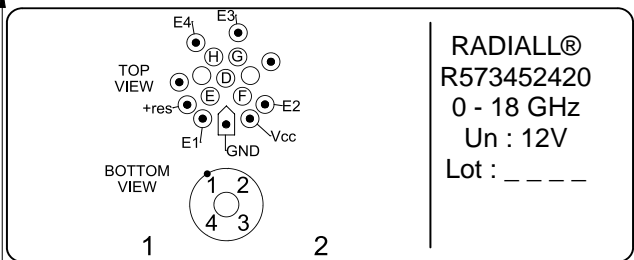 E4 E3
H G
TOP
VIEW
D
+res E F E2
E1 GND Vcc
BOTTOM
VIEW
1 2
4 3
1 2
RADIALL®
R573452420
0 - 18 GHz
Un : 12V
Lot : _ _ _ _